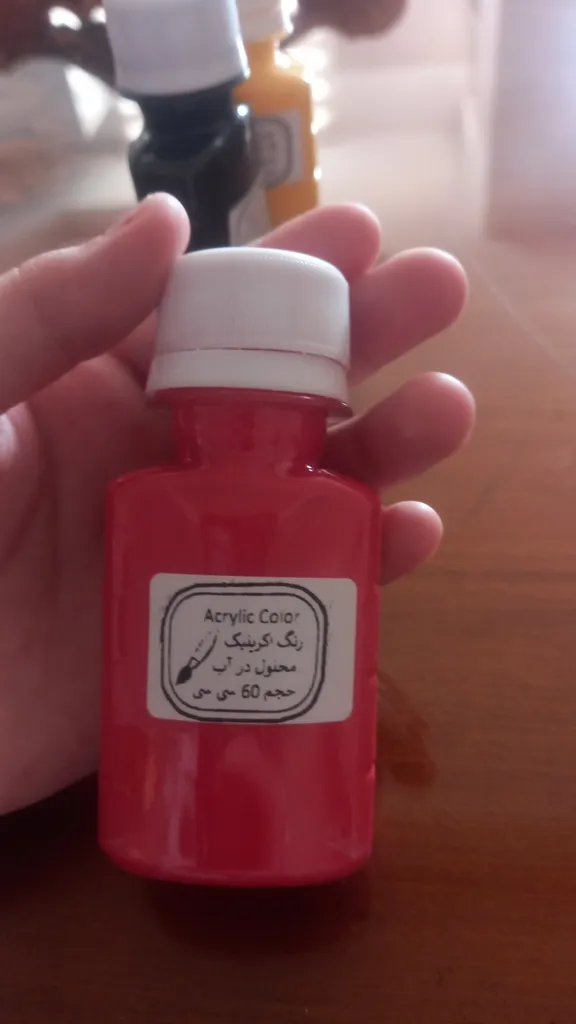 Acrylic Color
رنگ اکریلیک
محلول در آب
حجم 60 سی سی